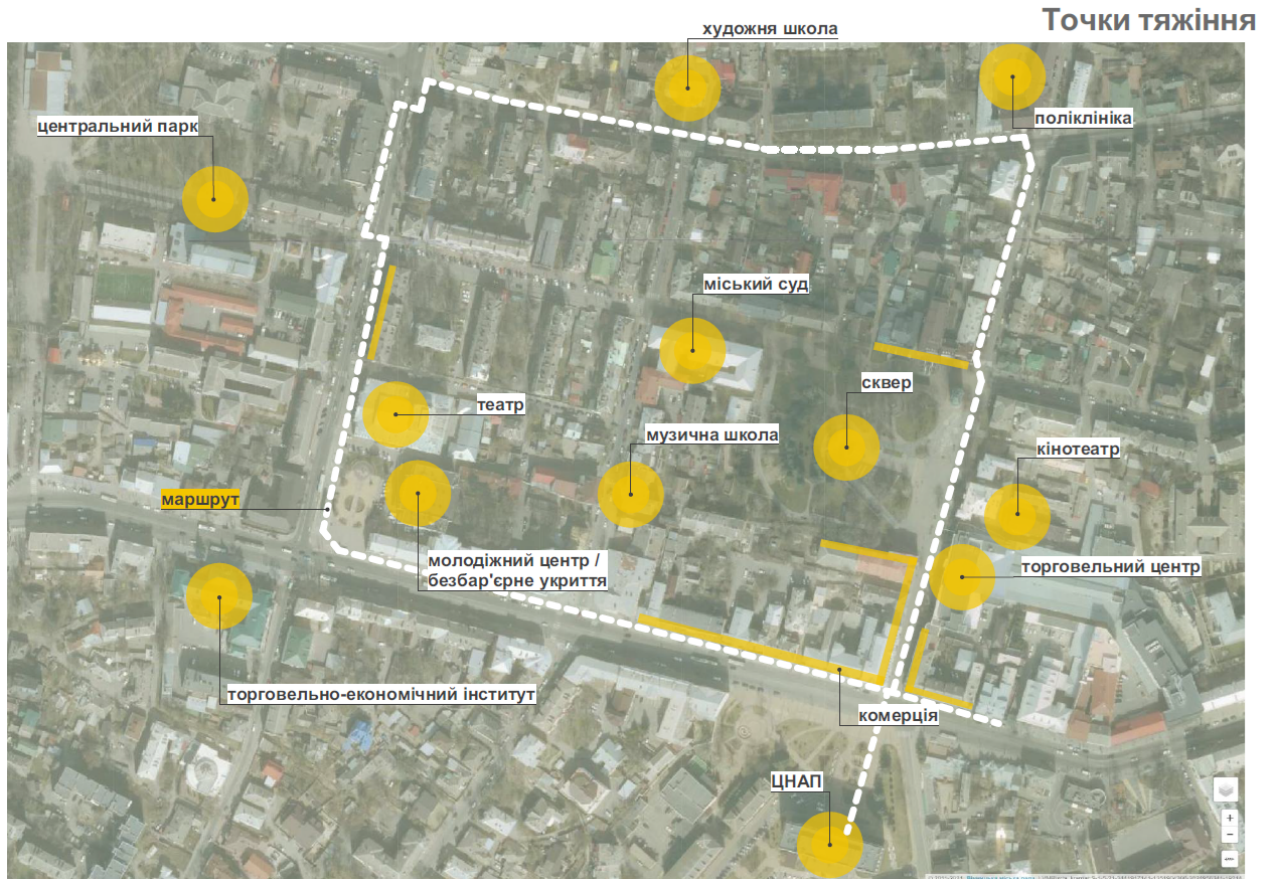 Точки тяжіння
художня школа
поліклініка
центральний парк
міський суд
сквер
театр
музична школа
кінотеатр
маршрут
молодіжний центр /
безбар'єрне укриття
торговельний центр
торговельно-економічний інститут
комерція
ЦНАП
+
−